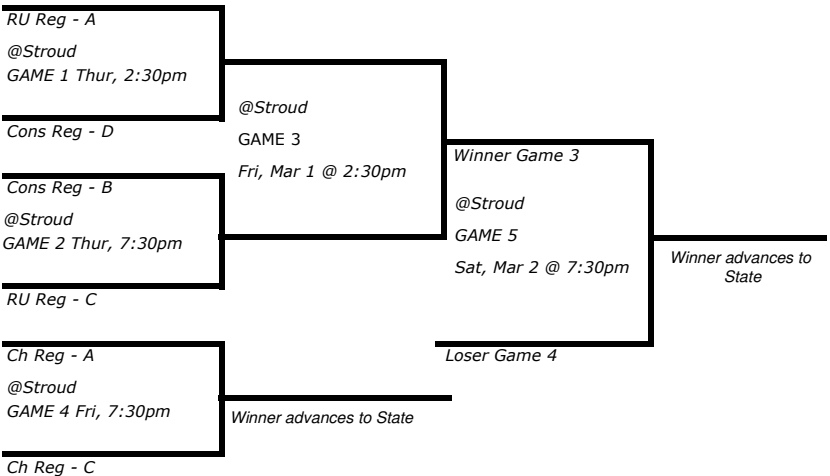 RU Reg - A
@Stroud
GAME 1 Thur, 2:30pm
Cons Reg - D
@Stroud
GAME 3
Fri, Mar 1 @ 2:30pm
Cons Reg - B
@Stroud
GAME 2 Thur, 7:30pm
RU Reg - C
Winner Game 3
@Stroud
GAME 5
Sat, Mar 2 @ 7:30pm
Loser Game 4
Winner advances to
State
Ch Reg - A
@Stroud
GAME 4 Fri, 7:30pm
Ch Reg - C
Winner advances to State